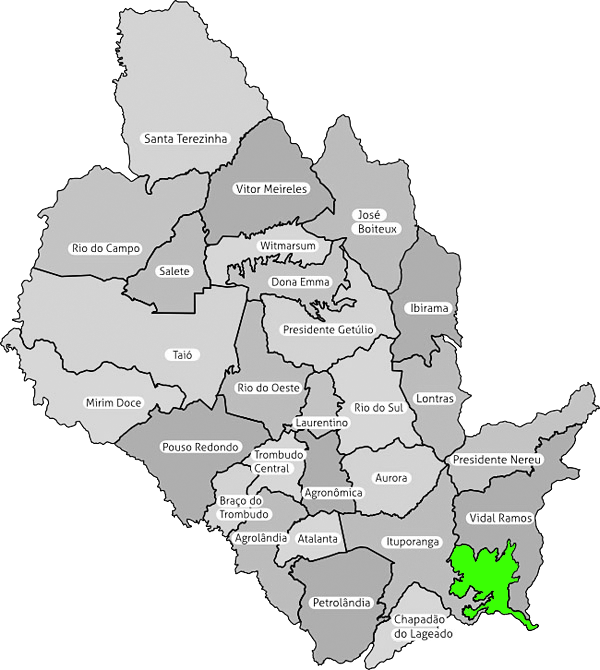 Santa Terezinha
Vitor Meireles
José
Boiteux
Rio do Campo
Witmarsum
Salete
Dona Emma
Ibirama
Presidente Getúlio
Taió
Rio do Oeste
Lontras
Mirim Doce
Rio do Sul
Laurentino
Pouso Redondo
Trombudo
Central
Presidente Nereu
Aurora
Agronômica
Braço do
Trombudo
Vidal Ramos
Agrolândia
Atalanta
Ituporanga
Petrolândia
Chapadão
do Lageado